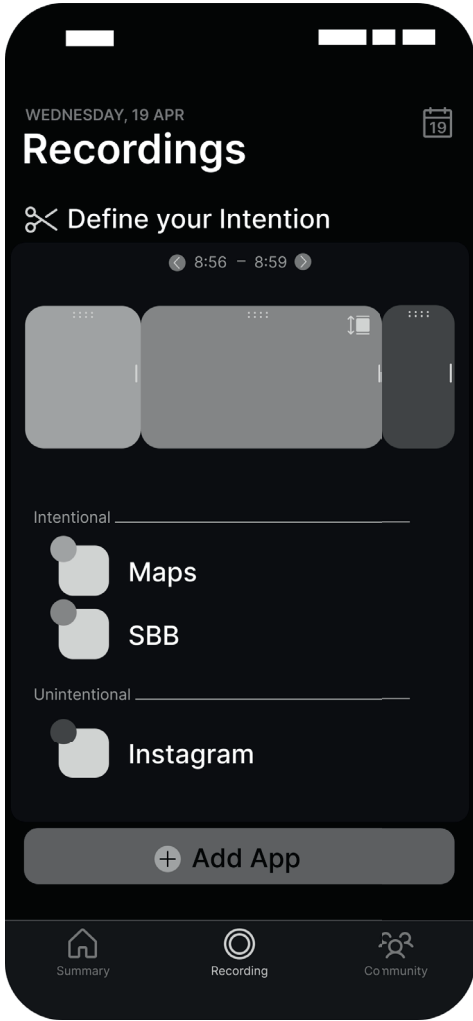 WEDNESDAY, 19 APR
19
Recordings
Define your Intention
8:56 – 8:59
Intentional
Maps
SBB
Unintentional
Instagram
Add App
Summary Recording Community